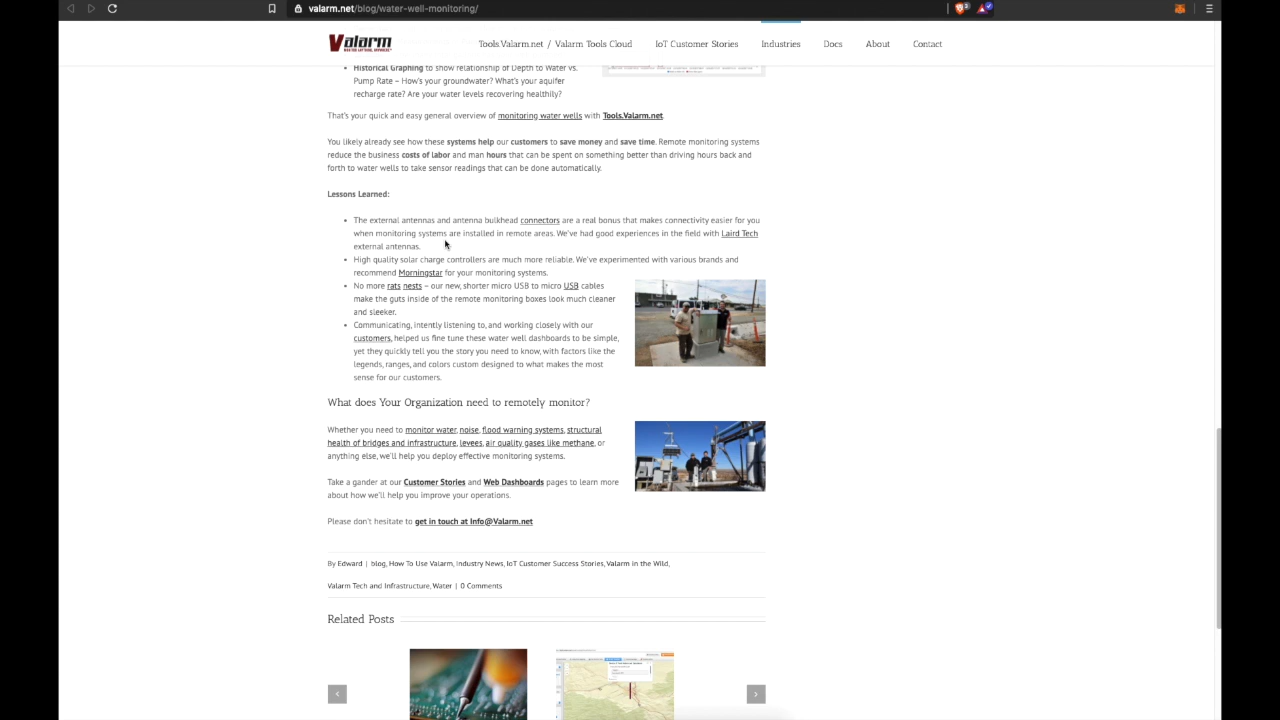 valarm.net/blog/water-well-monitoring/
Valarm
Tools.Valarm.net / Valarm Tools Cloud
IoT Customer Stories
Industries
Docs
About
Contact
• Historical Graphing to show relationship of Depth to Water vs.
Pump Rate – How's your groundwater? What's your aquifer
recharge rate? Are your water levels recovering healthily?
That's your quick and easy general overview of monitoring water wells with Tools.Valarm.net.
You likely already see how these systems help our customers to save money and save time. Remote monitoring systems
reduce the business costs of labor and man hours that can be spent on something better than driving hours back and
forth to water wells to take sensor readings that can be done automatically.
Lessons Learned:
• The external antennas and antenna bulkhead connectors are a real bonus that makes connectivity easier for you
when monitoring systems are installed in remote areas. We've had good experiences in the field with Laird Tech
external antennas.
• High quality solar charge controllers are much more reliable. We've experimented with various brands and
recommend Morningstar for your monitoring systems.
• No more rats nests – our new, shorter micro USB to micro USB cables
make the guts inside of the remote monitoring boxes look much cleaner
and sleeker.
• Communicating, intently listening to, and working closely with our
customers, helped us fine tune these water well dashboards to be simple,
yet they quickly tell you the story you need to know, with factors like the
legends, ranges, and colors custom designed to what makes the most
sense for our customers.
What does Your Organization need to remotely monitor?
Whether you need to monitor water, noise, flood warning systems, structural
health of bridges and infrastructure, levees, air quality gases like methane, or
anything else, we'll help you deploy effective monitoring systems.
Take a gander at our Customer Stories and Web Dashboards pages to learn more
about how we'll help you improve your operations.
Please don't hesitate to get in touch at Info@Valarm.net
By Edward | blog, How To Use Valarm, Industry News, IoT Customer Success Stories, Valarm in the Wild,
Valarm Tech and Infrastructure, Water | 0 Comments
Related Posts